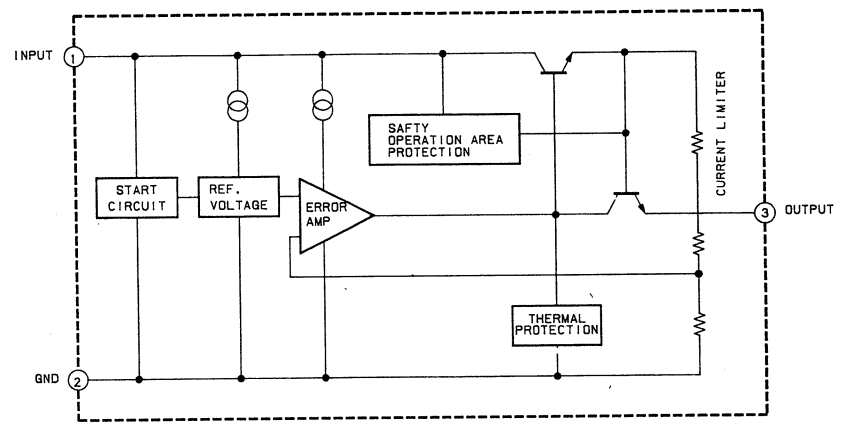 INPUT
1
SAFTY
OPERATION AREA
PROTECTION
CURRENT LIMITER
START
CIRCUIT
REF.
VOLTAGE
ERROR
AMP
3
OUTPUT
THERMAL
PROTECTION
GND
2